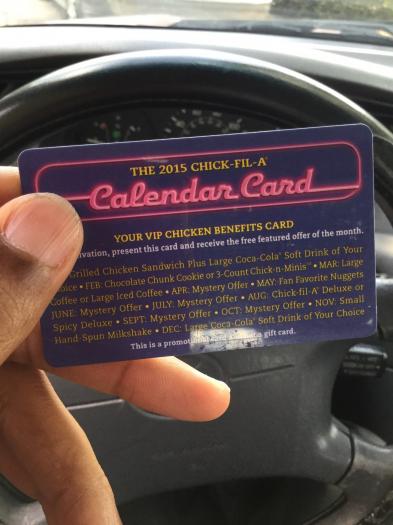 THE 2015 CHICK-FIL-A®
Calendar Card
YOUR VIP CHICKEN BENEFITS CARD
present this card and receive the free featured offer of the month.
Grilled Chicken Sandwich Plus Large Coca-Cola® Soft Drink of Your
• FEB: Chocolate Chunk Cookie or 3-Count Chick-n-Minis™ • MAR: Large
Coffee or Large Iced Coffee • APR: Mystery Offer • MAY: Fan Favorite Nuggets
JUNE: Mystery Offer • JULY: Mystery Offer • AUG: Chick-fil-A® Deluxe or
Spicy Deluxe • SEPT: Mystery Offer • OCT: Mystery Offer • NOV: Small
Hand-Spun Milkshake • DEC: Large Coca-Cola® Soft Drink of Your Choice
This is a gift card.